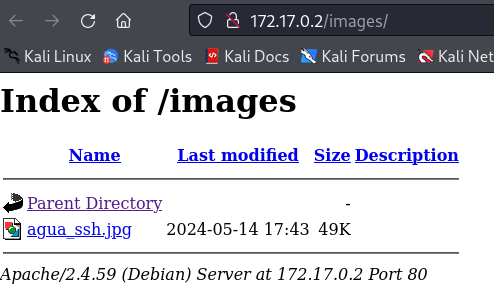 172.17.0.2/images/
Kali Linux Kali Tools Kali Docs Kali Forums Kali Net
Index of /images
Name Last modified Size Description
Parent Directory -
agua_ssh.jpg 2024-05-14 17:43 49K
Apache/2.4.59 (Debian) Server at 172.17.0.2 Port 80